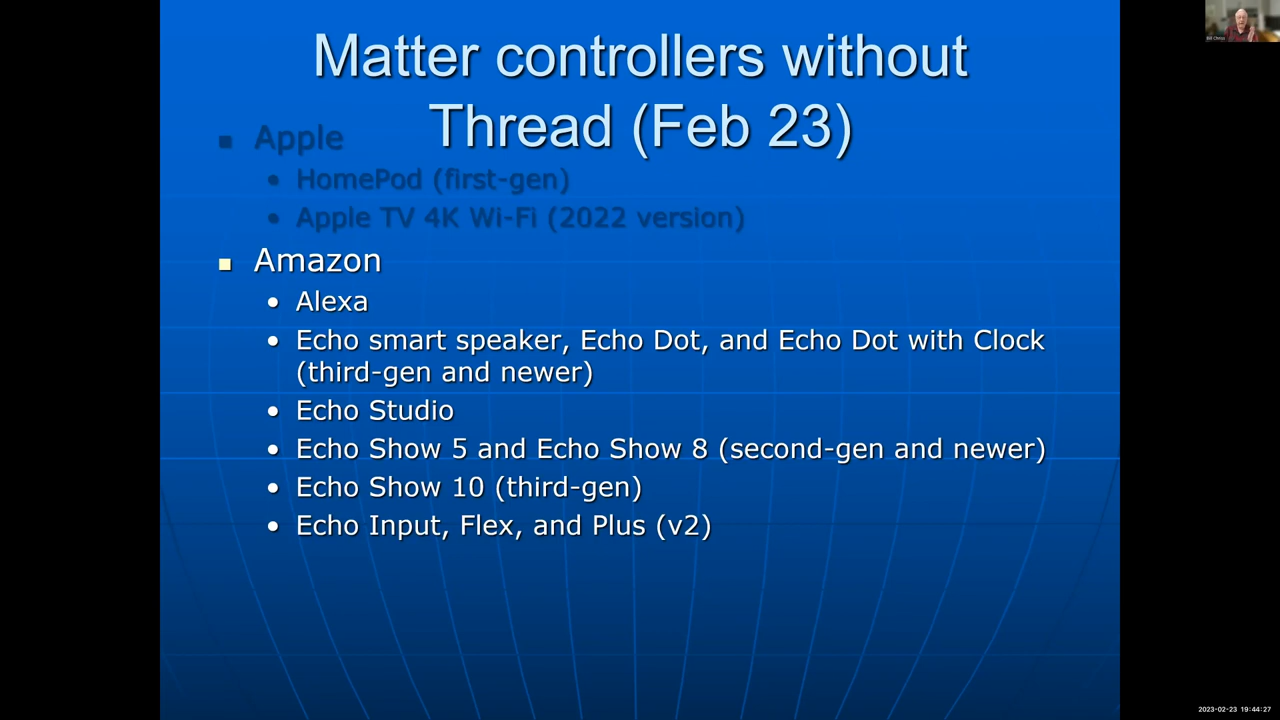 Matter controllers without
Thread (Feb 23)
Apple
HomePod (first-gen)
Apple TV 4K Wi-Fi (2022 version)
Amazon
Alexa
Echo smart speaker, Echo Dot, and Echo Dot with Clock
(third-gen and newer)
Echo Studio
Echo Show 5 and Echo Show 8 (second-gen and newer)
Echo Show 10 (third-gen)
Echo Input, Flex, and Plus (v2)
2023-02-23 19:44:27